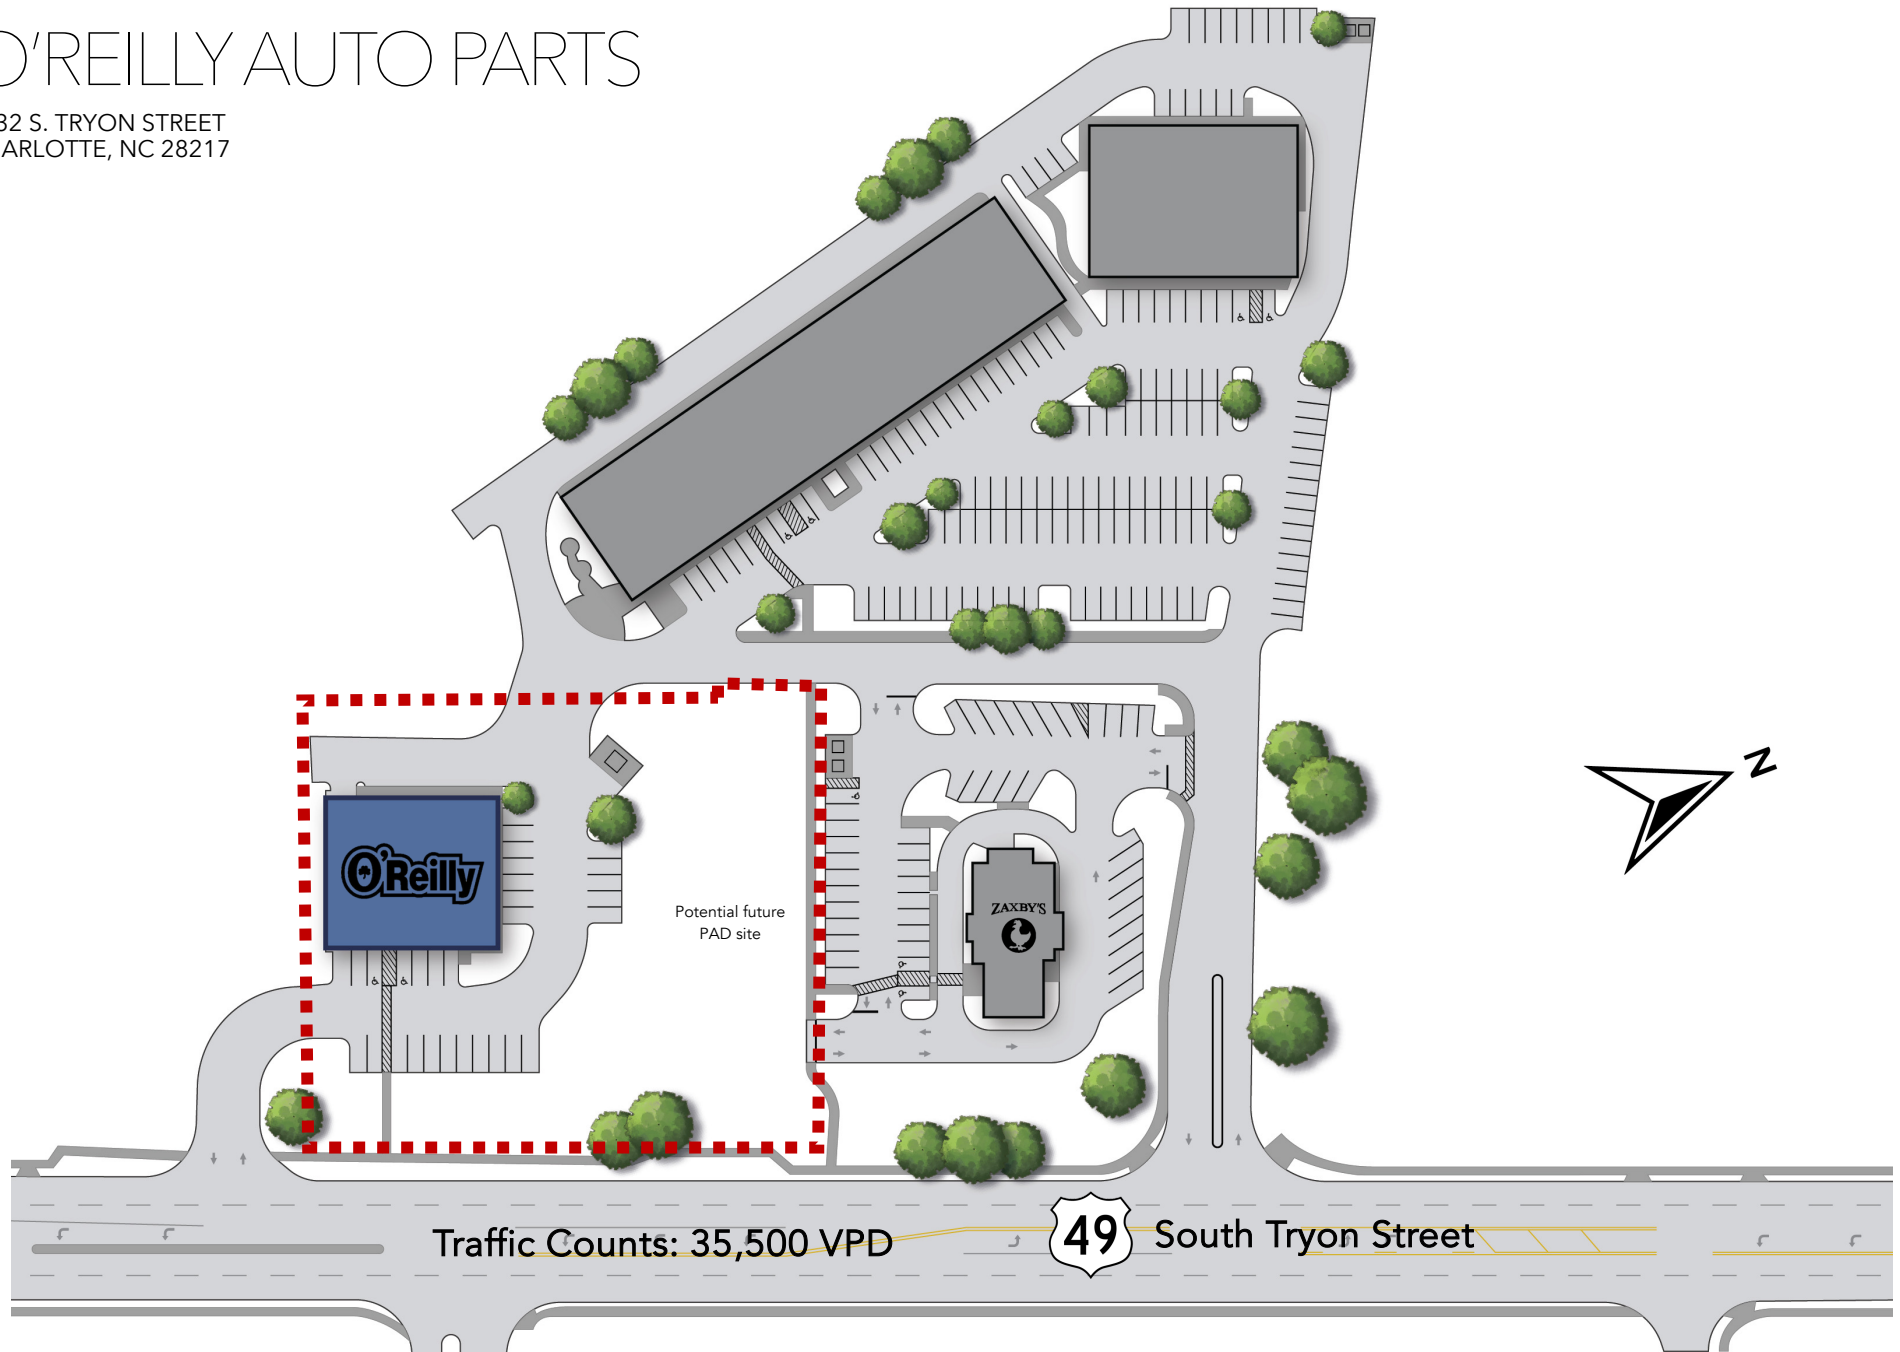 O'REILLY AUTO PARTS
32 S. TRYON STREET
ARLOTTE, NC 28217
N
O'Reilly
Potential future
PAD site
ZAXBY'S
Traffic Counts: 35,500 VPD
49
South Tryon Street